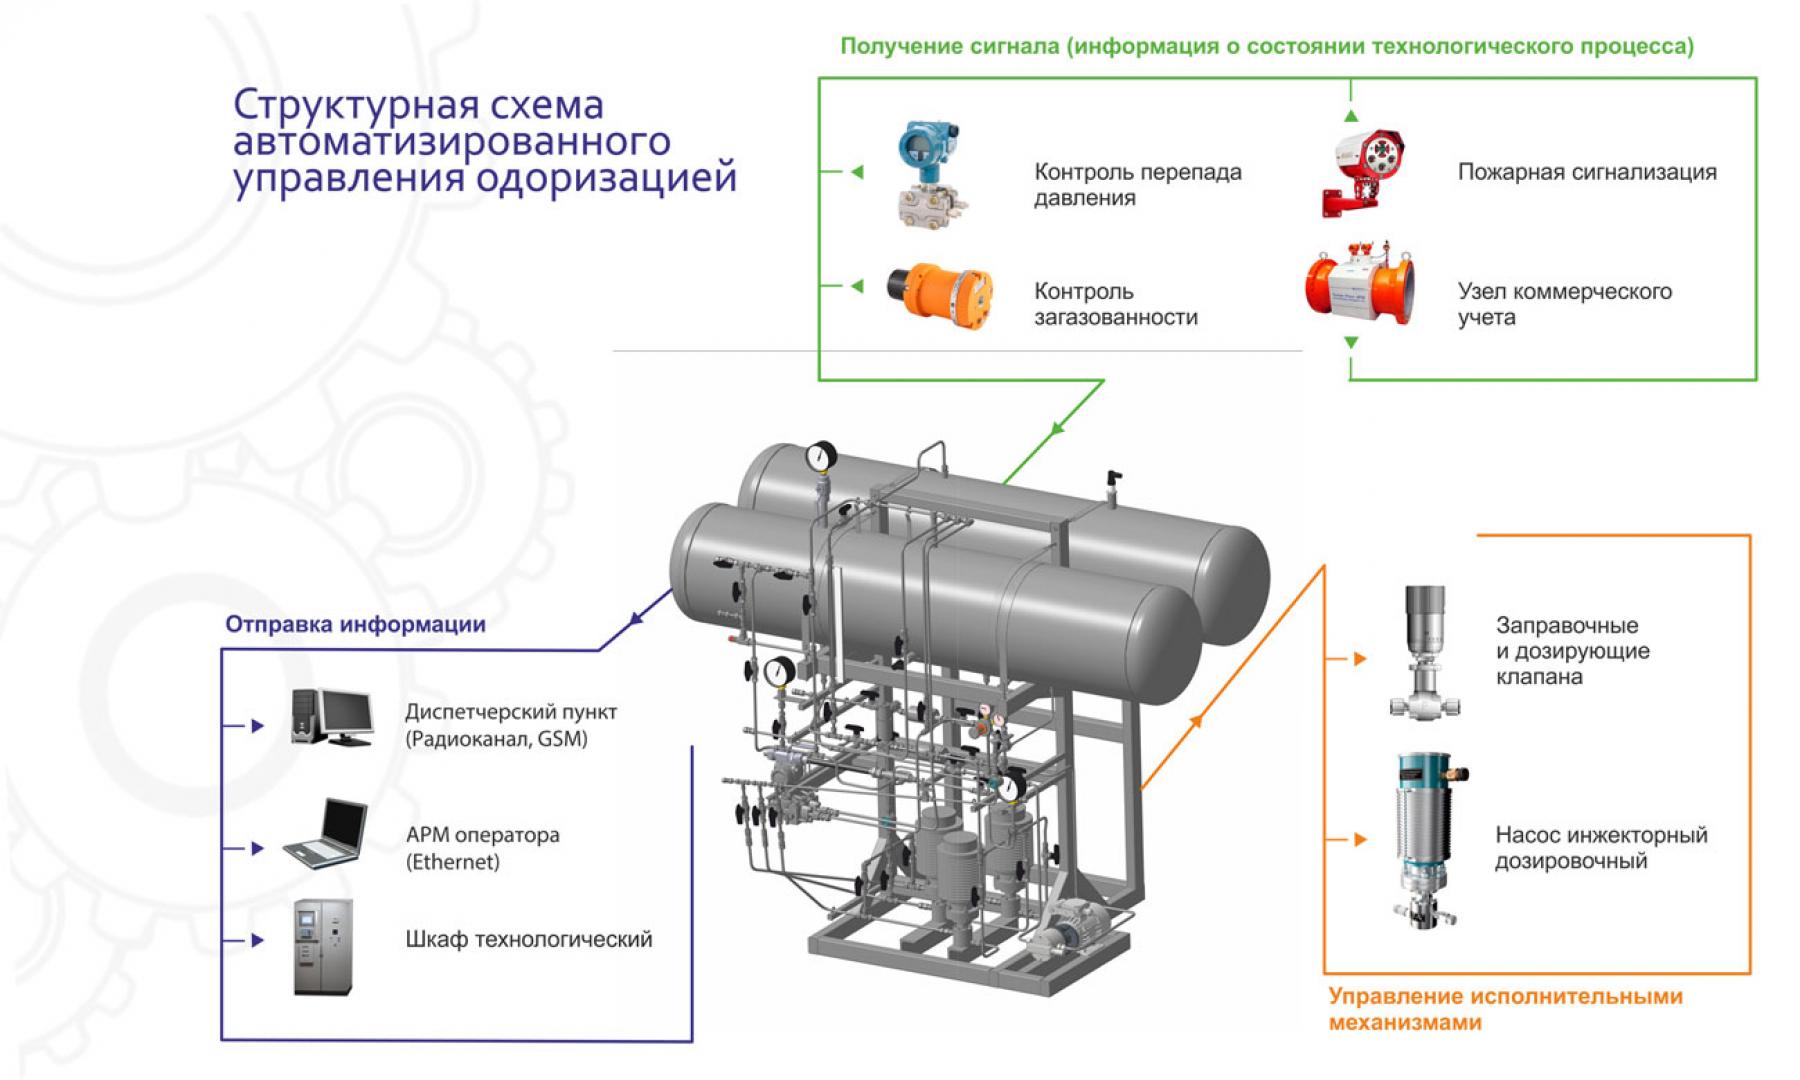 Получение сигнала (информация о состоянии технологического процесса)
Структурная схема
автоматизированного
управления одоризацией
Контроль перепада
давления
Пожарная сигнализация
Контроль
загазованности
Узел коммерческого
учета
Отправка информации
Диспетчерский пункт
(Радиоканал, GSM)
АРМ оператора
(Ethernet)
Шкаф технологический
Заправочные
и дозирующие
клапана
Насос инжекторный
дозировочный
Управление исполнительными
механизмами